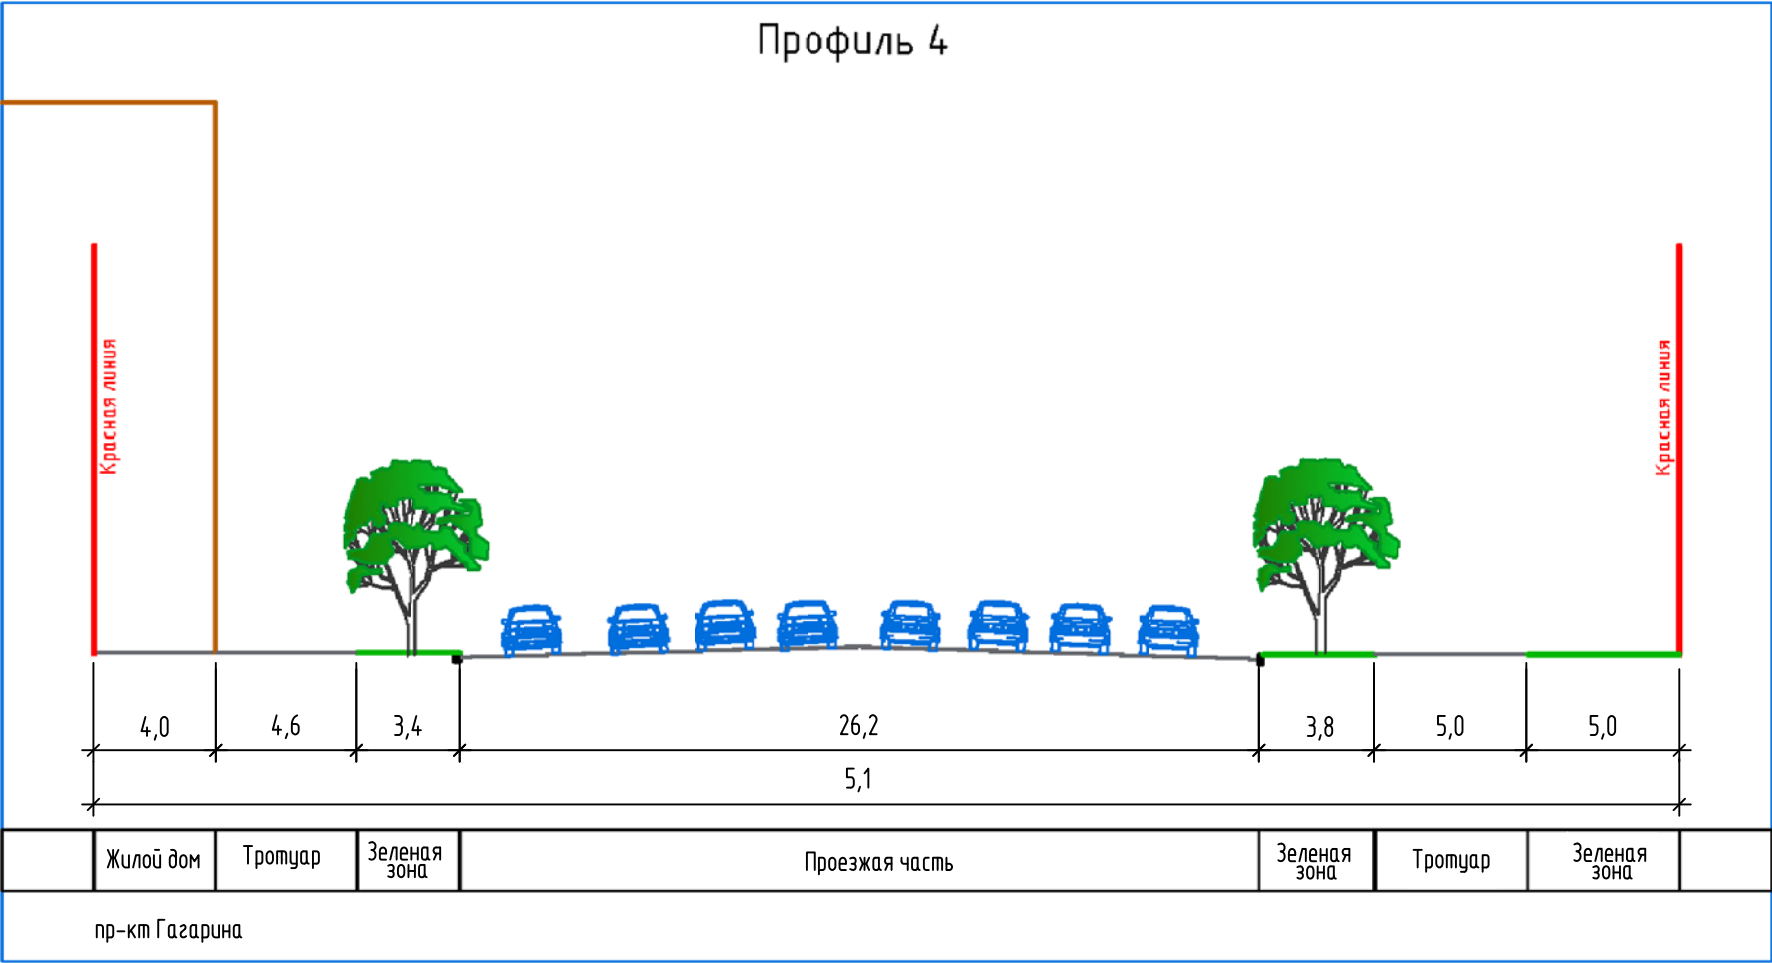 Профиль 4
Красная линия
Красная линия
4,0
4,6
3,4
26,2
3,8
5,0
5,0
5,1
Жилой дом
Тротуар
Зеленая
зона
Проезжая часть
Зеленая
зона
Тротуар
Зеленая
зона
пр-кт Гагарина